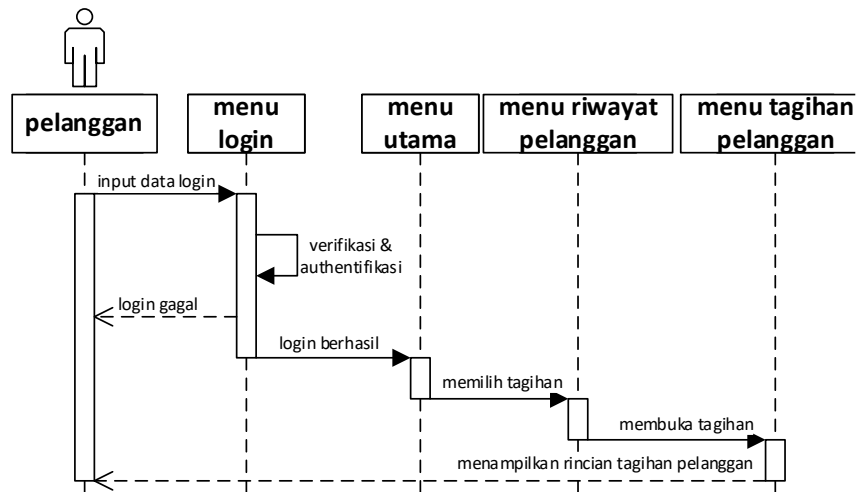 pelanggan
menu
login
menu
utama
menu riwayat
pelanggan
menu tagihan
pelanggan
input data login
verifikasi &
authentifikasi
login gagal
login berhasil
memilih tagihan
membuka tagihan
menampilkan rincian tagihan pelanggan